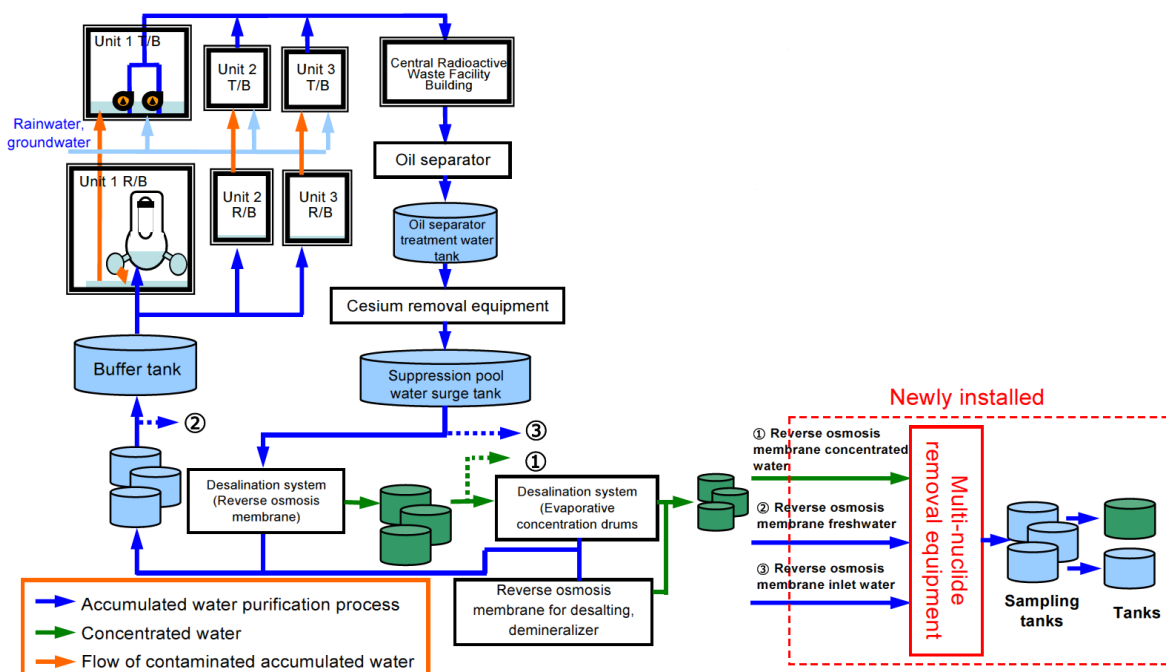 Unit 1 T/B
Unit 2
T/B
Unit 3
T/B
Central Radioactive
Waste Facility
Building
Rainwater,
groundwater
Oil separator
Unit 1 R/B
Unit 2
R/B
Unit 3
R/B
Oil separator
treatment water
tank
Cesium removal equipment
Buffer tank
Suppression pool
water surge tank
②
③
①
Desalination system
(Reverse osmosis
membrane)
Desalination system
(Evaporative
concentration drums
Reverse osmosis
membrane for desalting,
demineralizer
Newly installed
① Reverse osmosis
membrane concentrated
water
② Reverse osmosis
membrane freshwater
③ Reverse osmosis
membrane inlet water
Multi-nuclide
removal equipment
Sampling
tanks
Tanks
Accumulated water purification process
Concentrated water
Flow of contaminated accumulated water